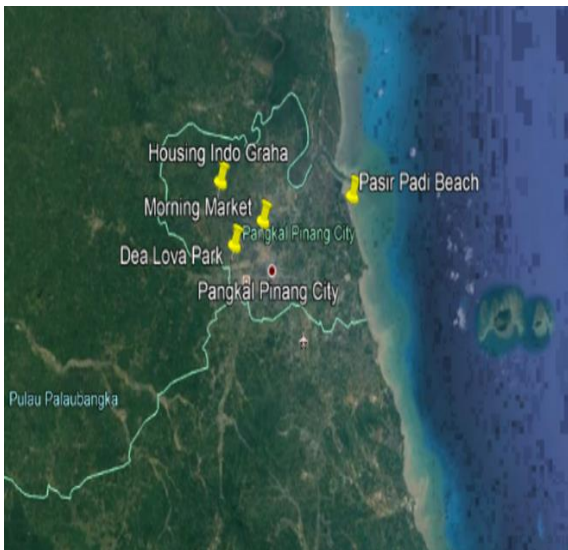 Housing Indo Graha
Pasir Padi Beach
Morning Market
Pangkal Pinang City
Dea Lova Park
Pangkal Pinang City
Pulau Palaubangka